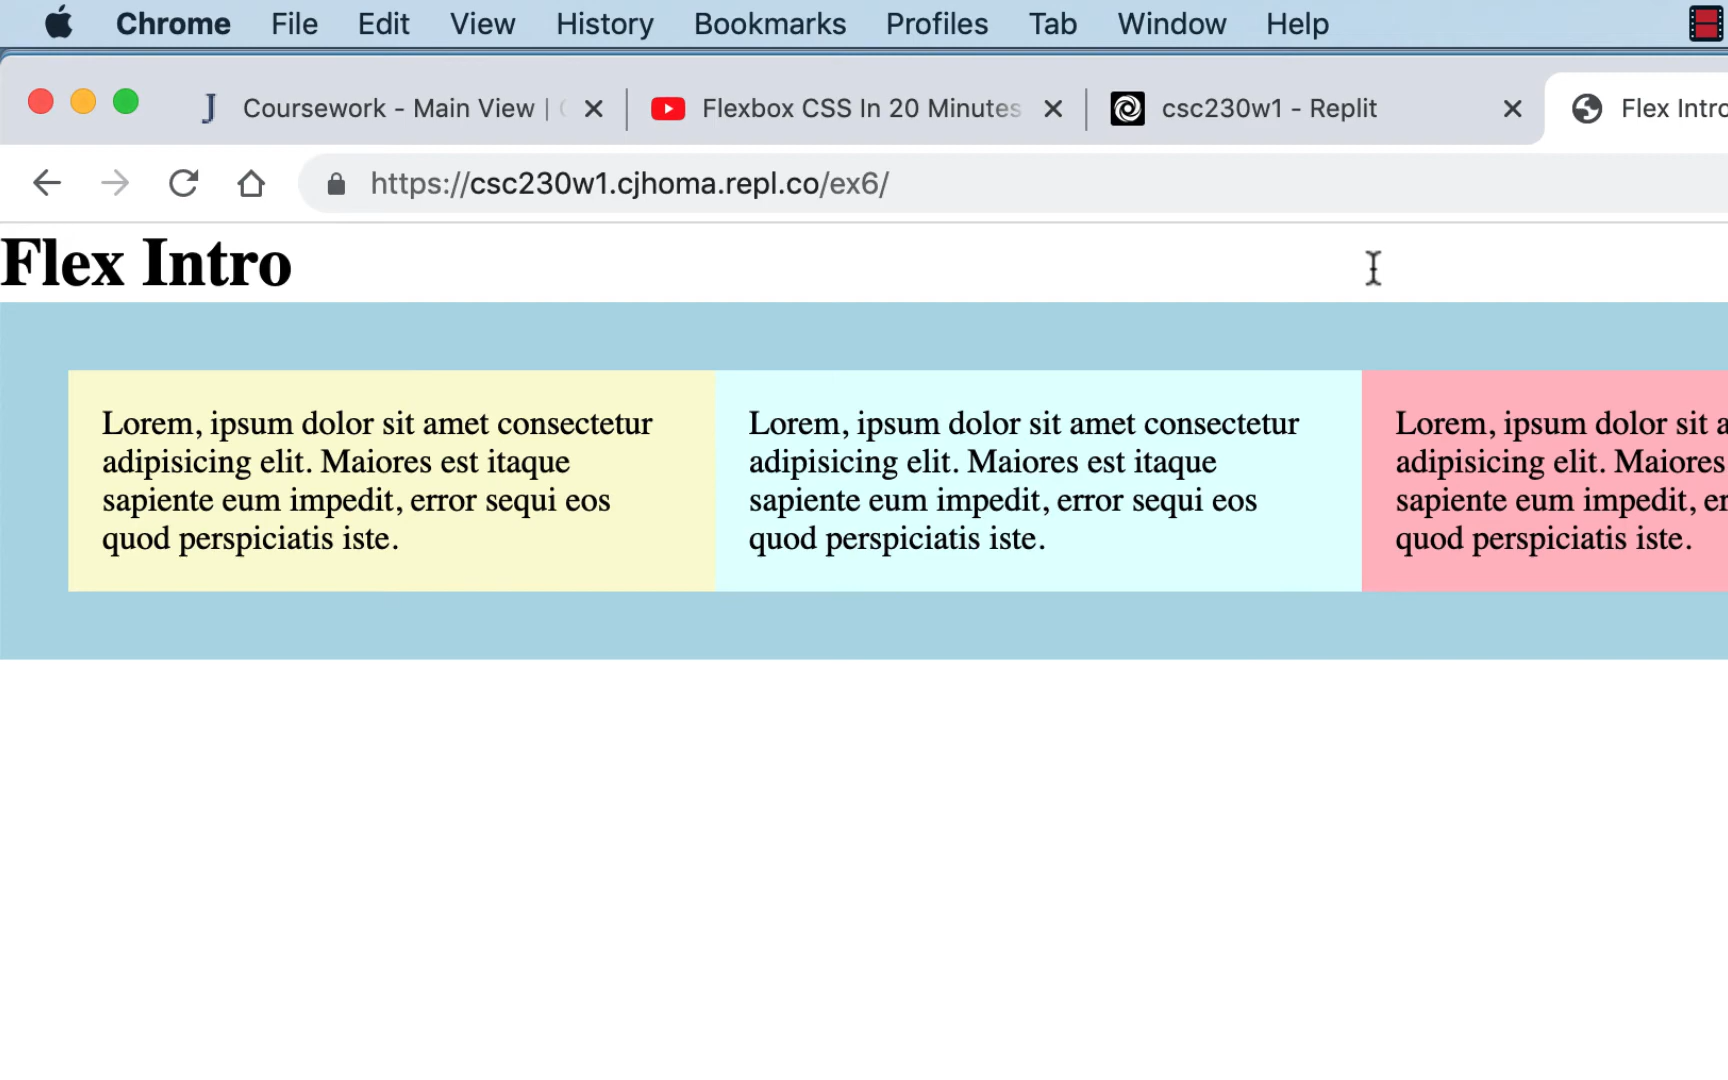 Chrome File Edit View History Bookmarks Profiles Tab Window Help
Coursework - Main View | Flexbox CSS In 20 Minutes csc230w1 - Replit Flex Intro
https://csc230w1.cjhoma.repl.co/ex6/
Flex Intro
Lorem, ipsum dolor sit amet consectetur
adipisicing elit. Maiores est itaque
sapiente eum impedit, error sequi eos
quod perspiciatis iste.
Lorem, ipsum dolor sit amet consectetur
adipisicing elit. Maiores est itaque
sapiente eum impedit, error sequi eos
quod perspiciatis iste.
Lorem, ipsum dolor sit a
adipisicing elit. Maiores
sapiente eum impedit, er
quod perspiciatis iste.